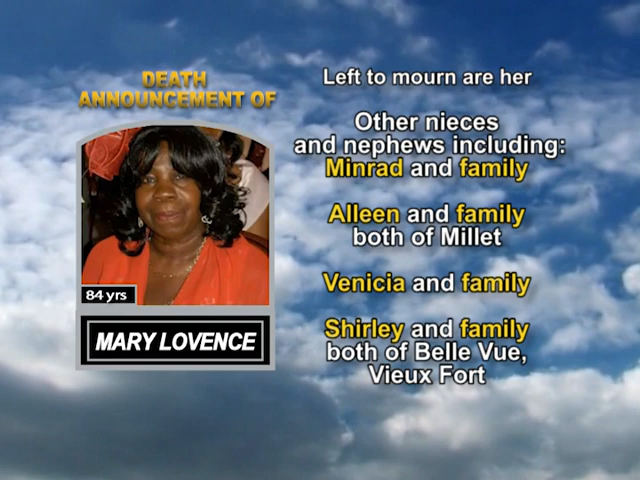 DEATH
ANNOUNCEMENT OF
84 yrs
MARY LOVENCE
Left to mourn are her
Other nieces
and nephews including:
Minrad and family
Alleen and family
both of Millet
Venicia and family
Shirley and family
both of Belle Vue,
Vieux Fort